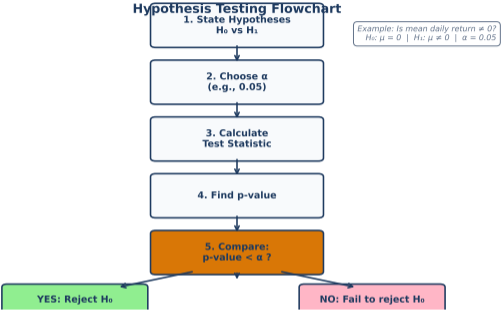 Hypothesis Testing Flowchart
1. State Hypotheses
H₀ vs H₁
Example: Is mean daily return ≠ 0?
H₀: μ = 0 | H₁: μ ≠ 0 | α = 0.05
2. Choose α
(e.g., 0.05)
3. Calculate
Test Statistic
4. Find p-value
5. Compare:
p-value < α ?
YES: Reject H₀
NO: Fail to reject H₀